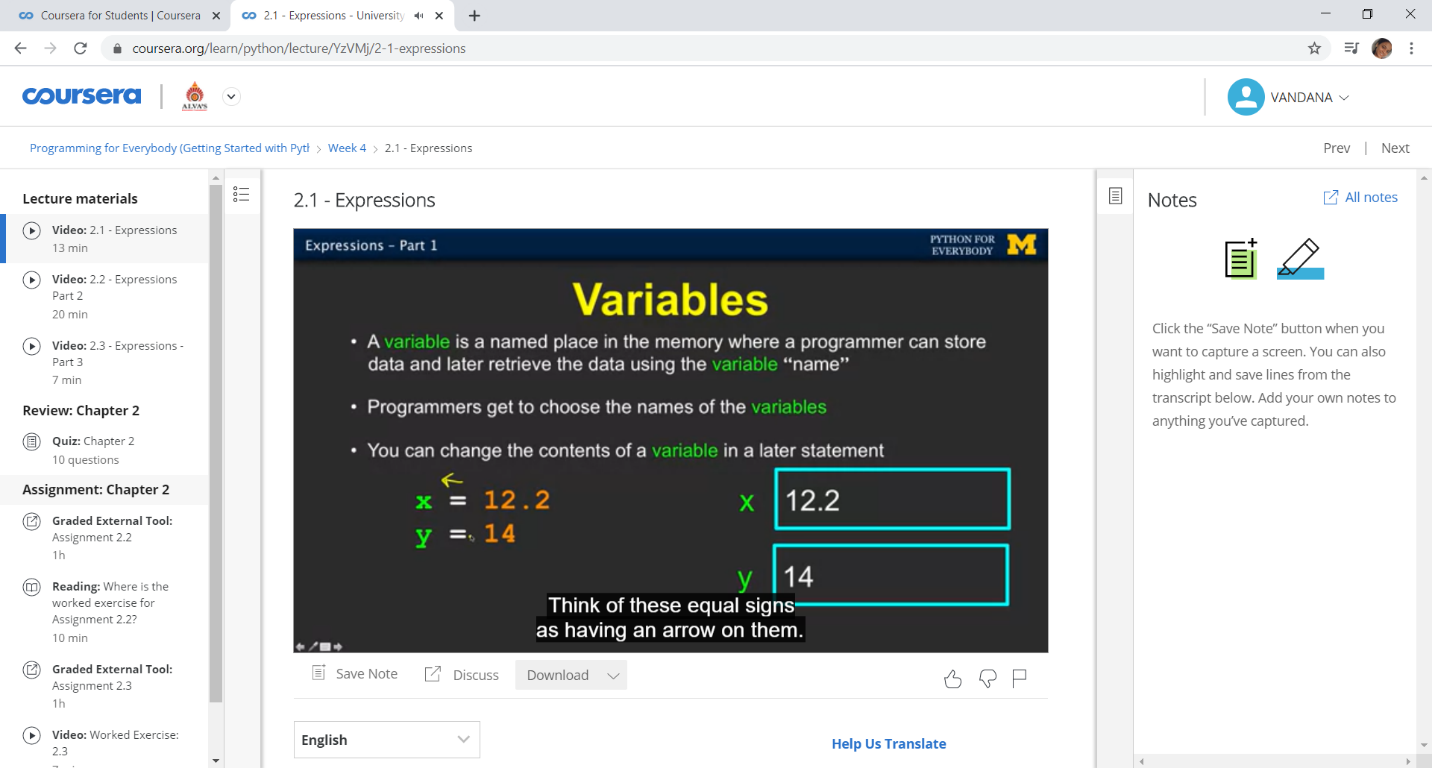 Coursera for Students | Coursera
2.1 - Expressions - University
coursera.org/learn/python/lecture/YzVMj/2-1-expressions
coursera
ALVA'S
VANDANA
Programming for Everybody (Getting Started with Pyt
Week 4
2.1 - Expressions
Prev | Next
Lecture materials
Video: 2.1 - Expressions
13 min
Video: 2.2 - Expressions
Part 2
20 min
Video: 2.3 - Expressions -
Part 3
7 min
Review: Chapter 2
Quiz: Chapter 2
10 questions
Assignment: Chapter 2
Graded External Tool:
Assignment 2.2
1h
Reading: Where is the
worked exercise for
Assignment 2.2?
10 min
Graded External Tool:
Assignment 2.3
1h
Video: Worked Exercise:
2.3
2.1 - Expressions
Expressions - Part 1
PYTHON FOR
EVERYBODY
M
Variables
• A variable is a named place in the memory where a programmer can store
data and later retrieve the data using the variable “name”
• Programmers get to choose the names of the variables
• You can change the contents of a variable in a later statement
x = 12.2
y = 14
x 12.2
y 14
Think of these equal signs
as having an arrow on them.
Save Note
Discuss
Download
English
Help Us Translate
Notes
All notes
Click the “Save Note” button when you
want to capture a screen. You can also
highlight and save lines from the
transcript below. Add your own notes to
anything you’ve captured.